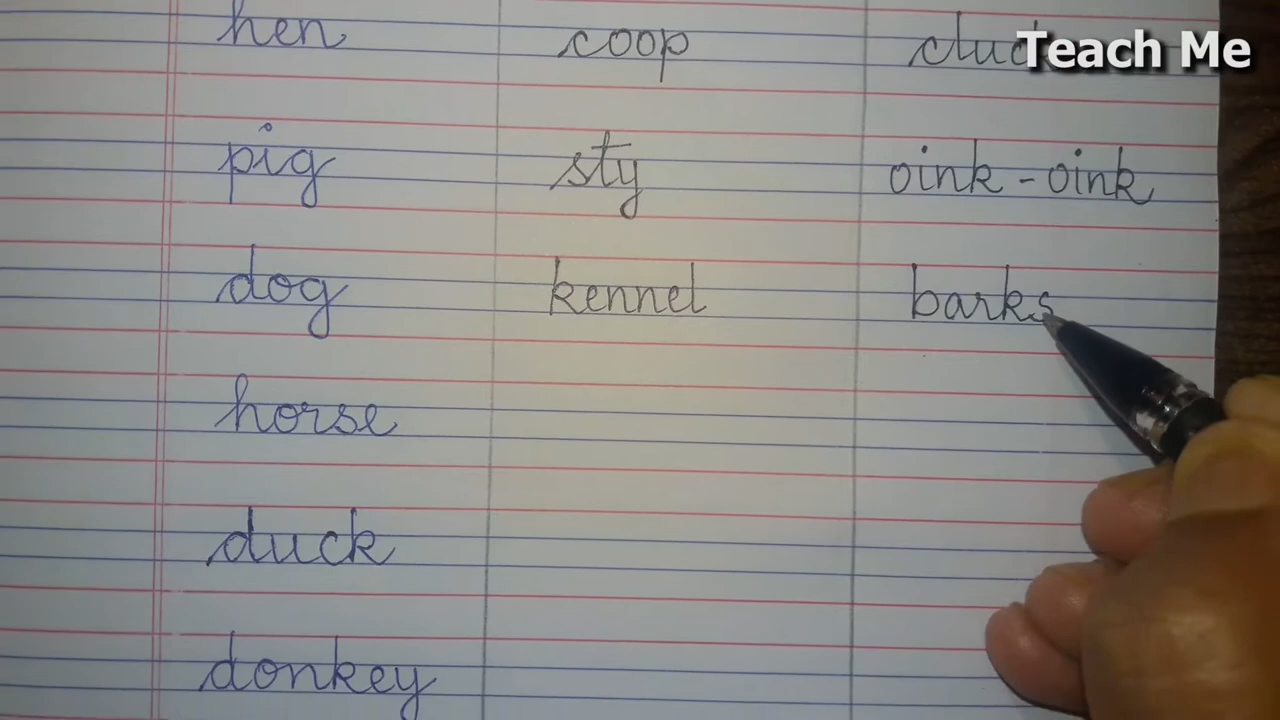 hen coop
Teach Me
pig sty oink - oink
dog kennel barks
horse
duck
donkey